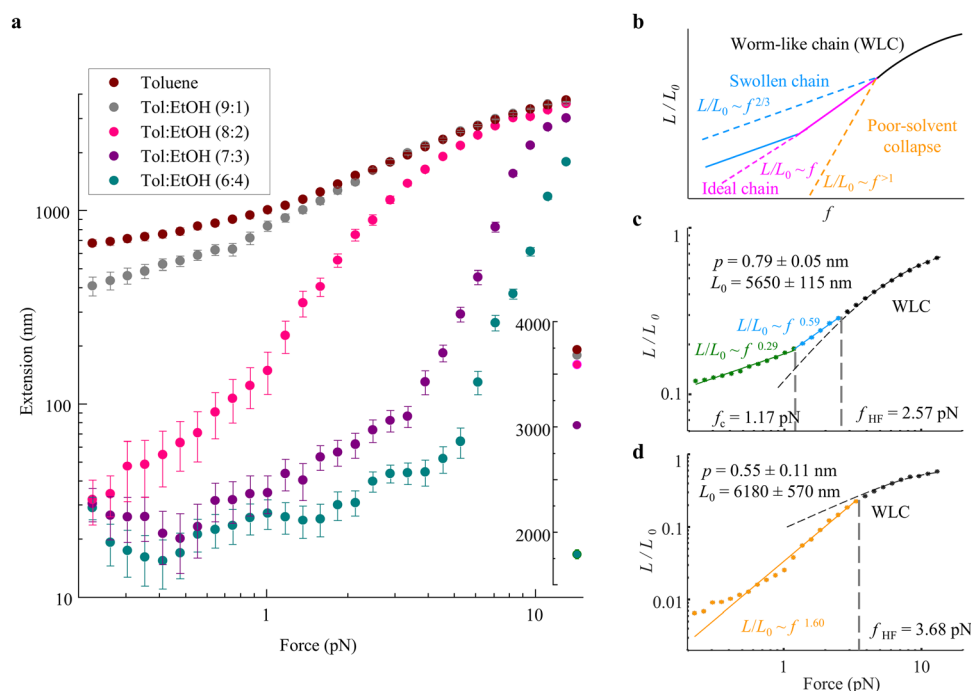 a
Toluene
Tol:EtOH (9:1)
Tol:EtOH (8:2)
Tol:EtOH (7:3)
Tol:EtOH (6:4)
Extension (nm)
1000
100
10
1
10
Force (pN)
4000
3000
2000
b
Worm-like chain (WLC)
Swollen chain
L/L0 ~ f 2/3
Poor-solvent
collapse
L/L0 ~ f
Ideal chain
L/L0 ~ f >1
L / L0
f
c
1
0.1
L / L0
p = 0.79 ± 0.05 nm
L0 = 5650 ± 115 nm
WLC
L/L0 ~ f 0.59
L/L0 ~ f 0.29
fc = 1.17 pN
fHF = 2.57 pN
d
1
0.1
0.01
L / L0
p = 0.55 ± 0.11 nm
L0 = 6180 ± 570 nm
WLC
L/L0 ~ f 1.60
fHF = 3.68 pN
1
10
Force (pN)